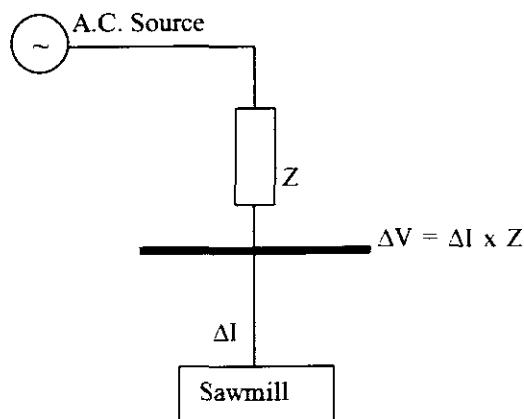 A.C. Source
~
Z
ΔV = ΔI x Z
ΔI
Sawmill